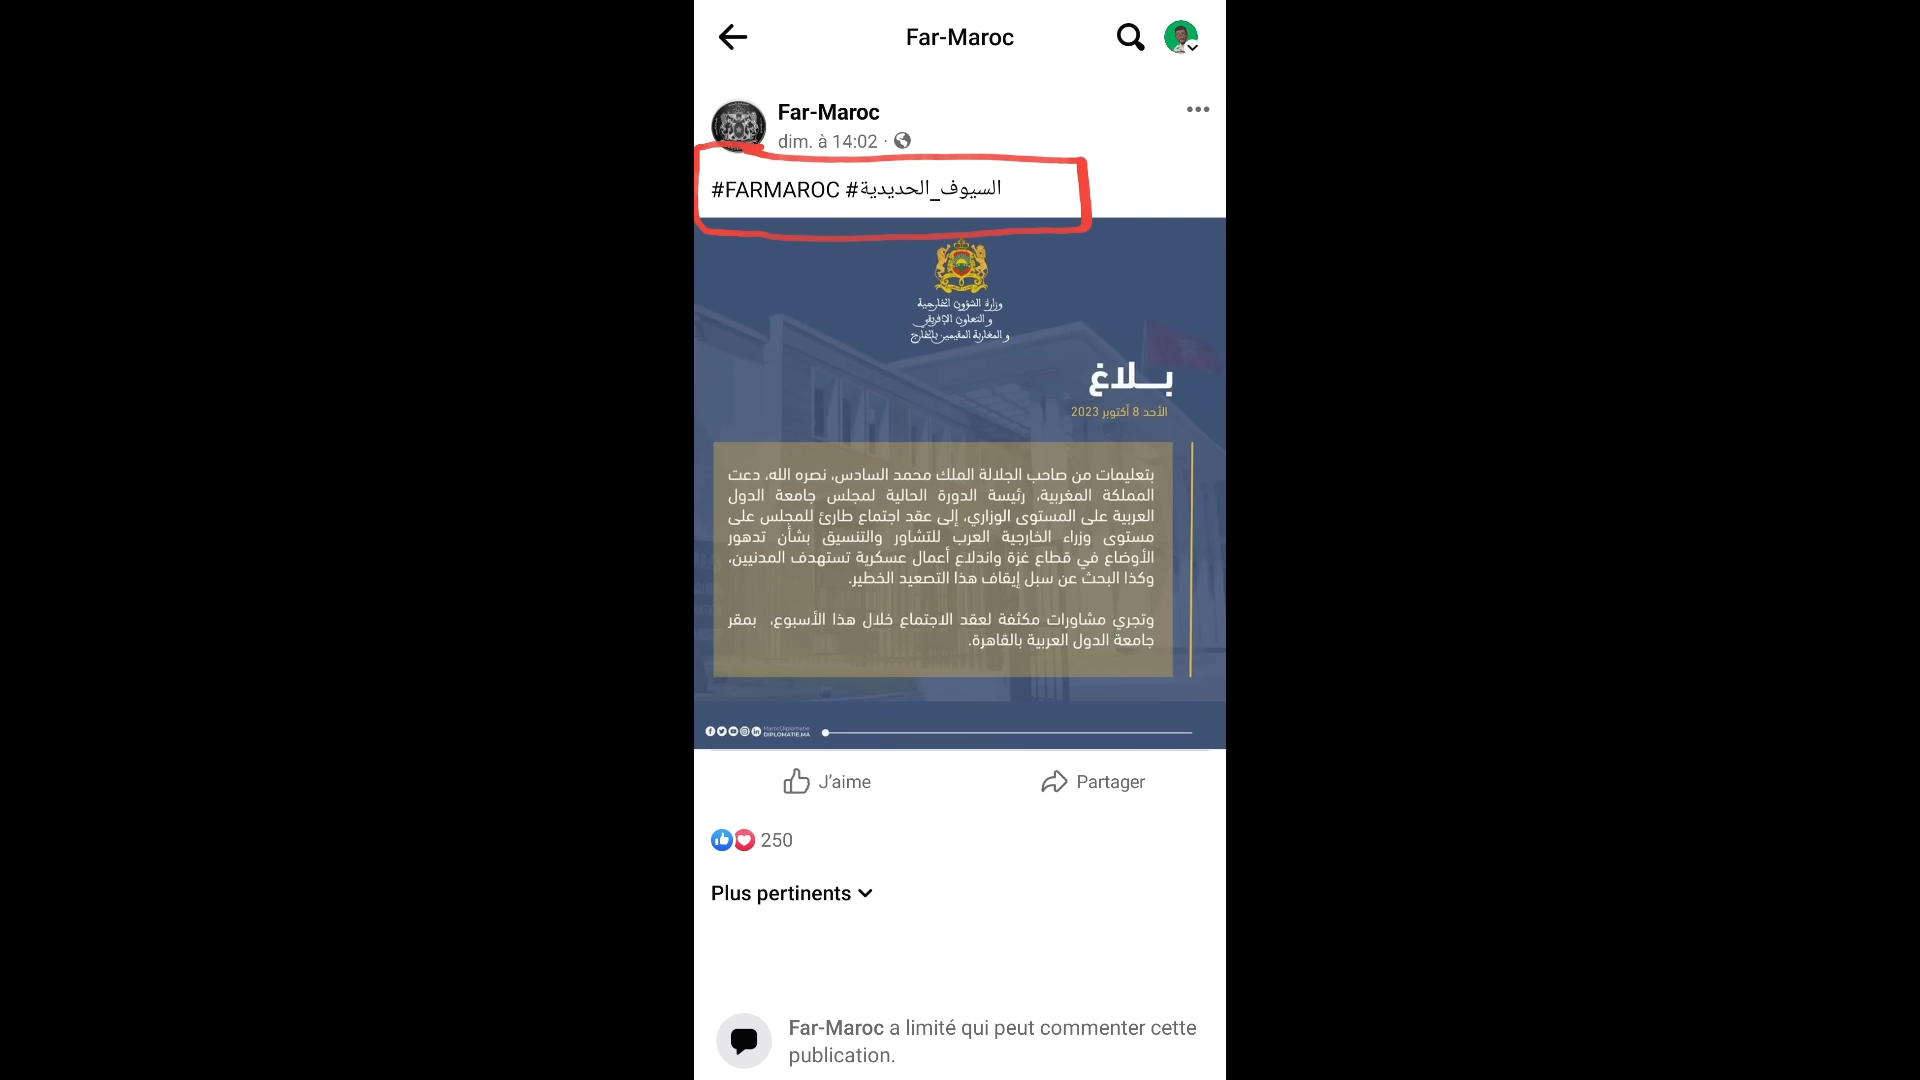 Far-Maroc
Far-Maroc
dim. à 14:02 ·
#FARMAROC #السيوف_الحديدية
وزارة الشؤون الخارجية
و التعاون الإفريقي
و المغاربة المقيمين بالخارج
بـــلاغ
الأحد 8 أكتوبر 2023
بتعليمات من صاحب الجلالة الملك محمد السادس، نصره الله، دعت
المملكة المغربية، رئيسة الدورة الحالية لمجلس جامعة الدول
العربية على المستوى الوزاري، إلى عقد اجتماع طارئ للمجلس على
مستوى وزراء الخارجية العرب للتشاور والتنسيق بشأن تدهور
الأوضاع في قطاع غزة واندلاع أعمال عسكرية تستهدف المدنيين،
وكذا البحث عن سبل إيقاف هذا التصعيد الخطير.
وتجري مشاورات مكثفة لعقد الاجتماع خلال هذا الأسبوع، بمقر
جامعة الدول العربية بالقاهرة.
MarocDiplomatie
DIPLOMATIE.MA
J’aime
Partager
250
Plus pertinents
Far-Maroc a limité qui peut commenter cette
publication.